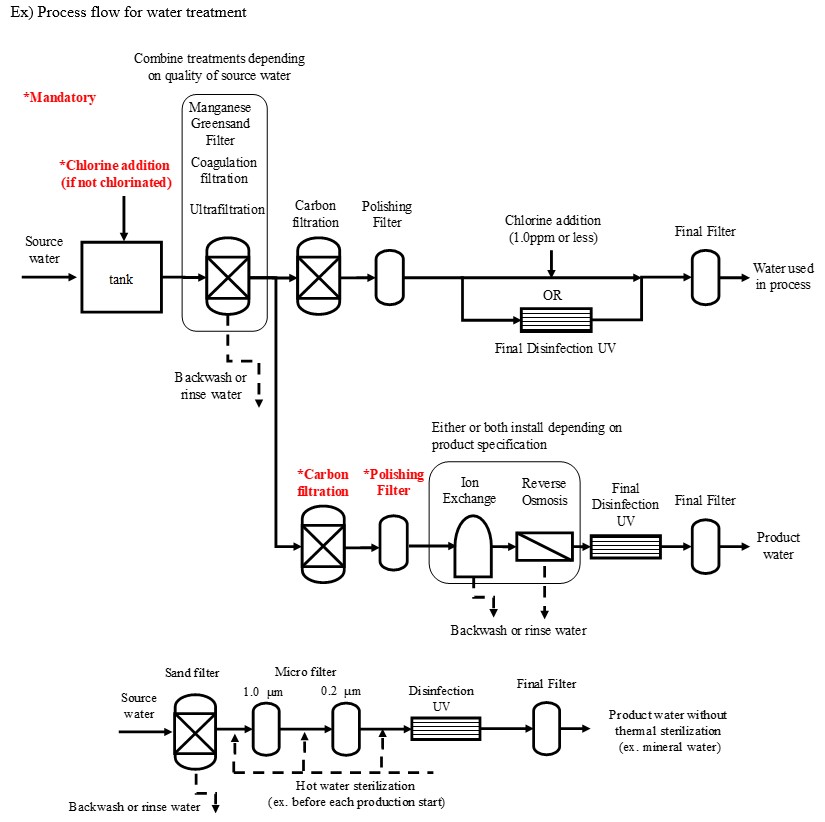 Ex) Process flow for water treatment
Combine treatments depending
on quality of source water
*Mandatory
Manganese
Greensand
Filter
*Chlorine addition
(if not chlorinated)
Coagulation
filtration
Ultrafiltration
Carbon
filtration
Polishing
Filter
Chlorine addition
(1.0ppm or less)
Final Filter
Source
water
tank
Water used
in process
OR
Final Disinfection UV
Backwash or
rinse water
Either or both install depending on
product specification
*Carbon
filtration
*Polishing
Filter
Ion
Exchange
Reverse
Osmosis
Final
Disinfection
UV
Final Filter
Product
water
Backwash or rinse water
Sand filter
Micro filter
1.0 μm
0.2 μm
Disinfection
UV
Final Filter
Source
water
Product water without
thermal sterilization
(ex. mineral water)
Hot water sterilization
(ex. before each production start)
Backwash or rinse water